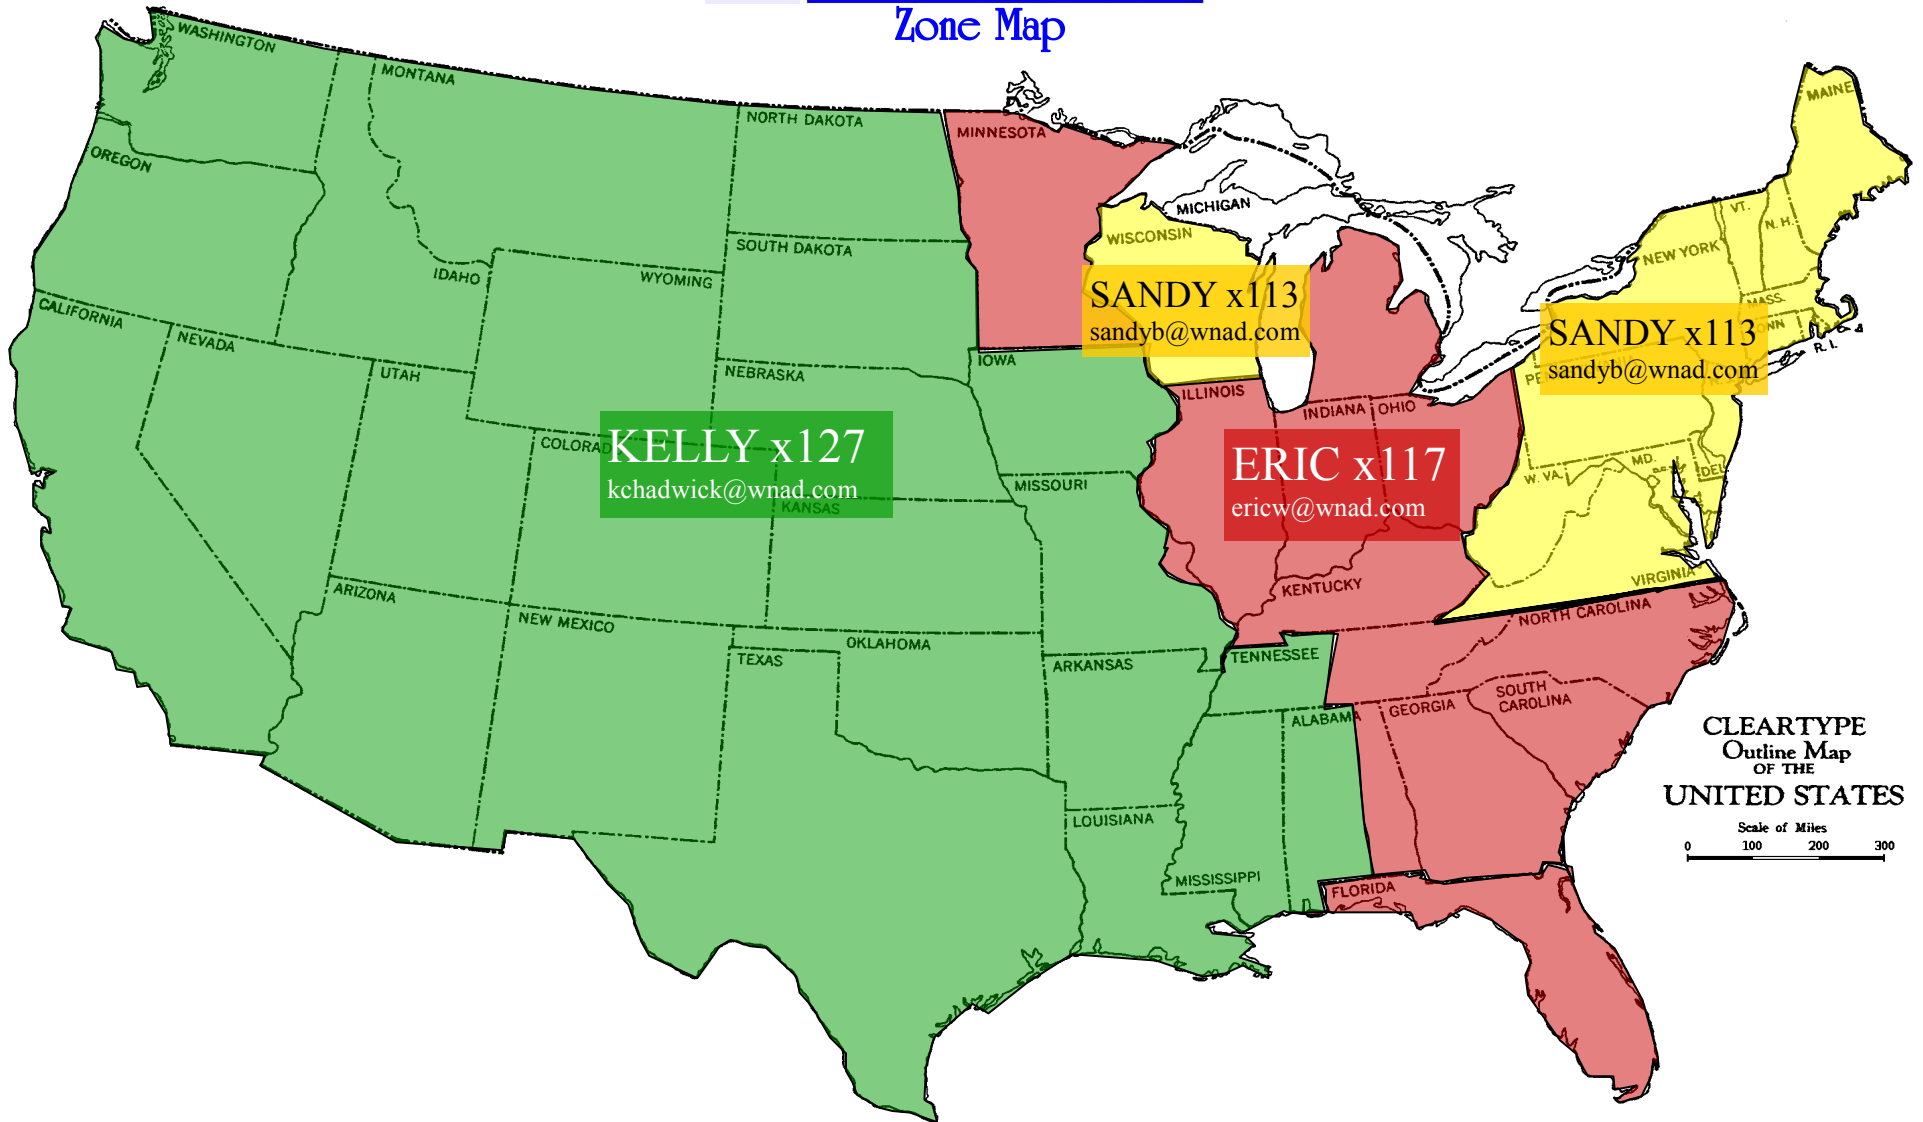 Zone Map
WASHINGTON
MONTANA
NORTH DAKOTA
MINNESOTA
MAINE
OREGON
MICHIGAN
VT.
N. H.
WISCONSIN
SOUTH DAKOTA
IDAHO
WYOMING
NEW YORK
CALIFORNIA
NEVADA
SANDY x113
sandyb@wnad.com
MASS.
SANDY x113
sandyb@wnad.com
R. I.
IOWA
UTAH
NEBRASKA
ILLINOIS
INDIANA
OHIO
COLORAD
KELLY x127
kchadwick@wnad.com
KANSAS
MISSOURI
ERIC x117
ericw@wnad.com
W. VA.
MD.
DEL
KENTUCKY
VIRGINIA
ARIZONA
NEW MEXICO
OKLAHOMA
TEXAS
ARKANSAS
TENNESSEE
NORTH CAROLINA
SOUTH
CAROLINA
GEORGIA
ALABAMA
LOUISIANA
MISSISSIPPI
FLORIDA
CLEARTYPE
Outline Map
OF THE
UNITED STATES
Scale of Miles
0 100 200 300